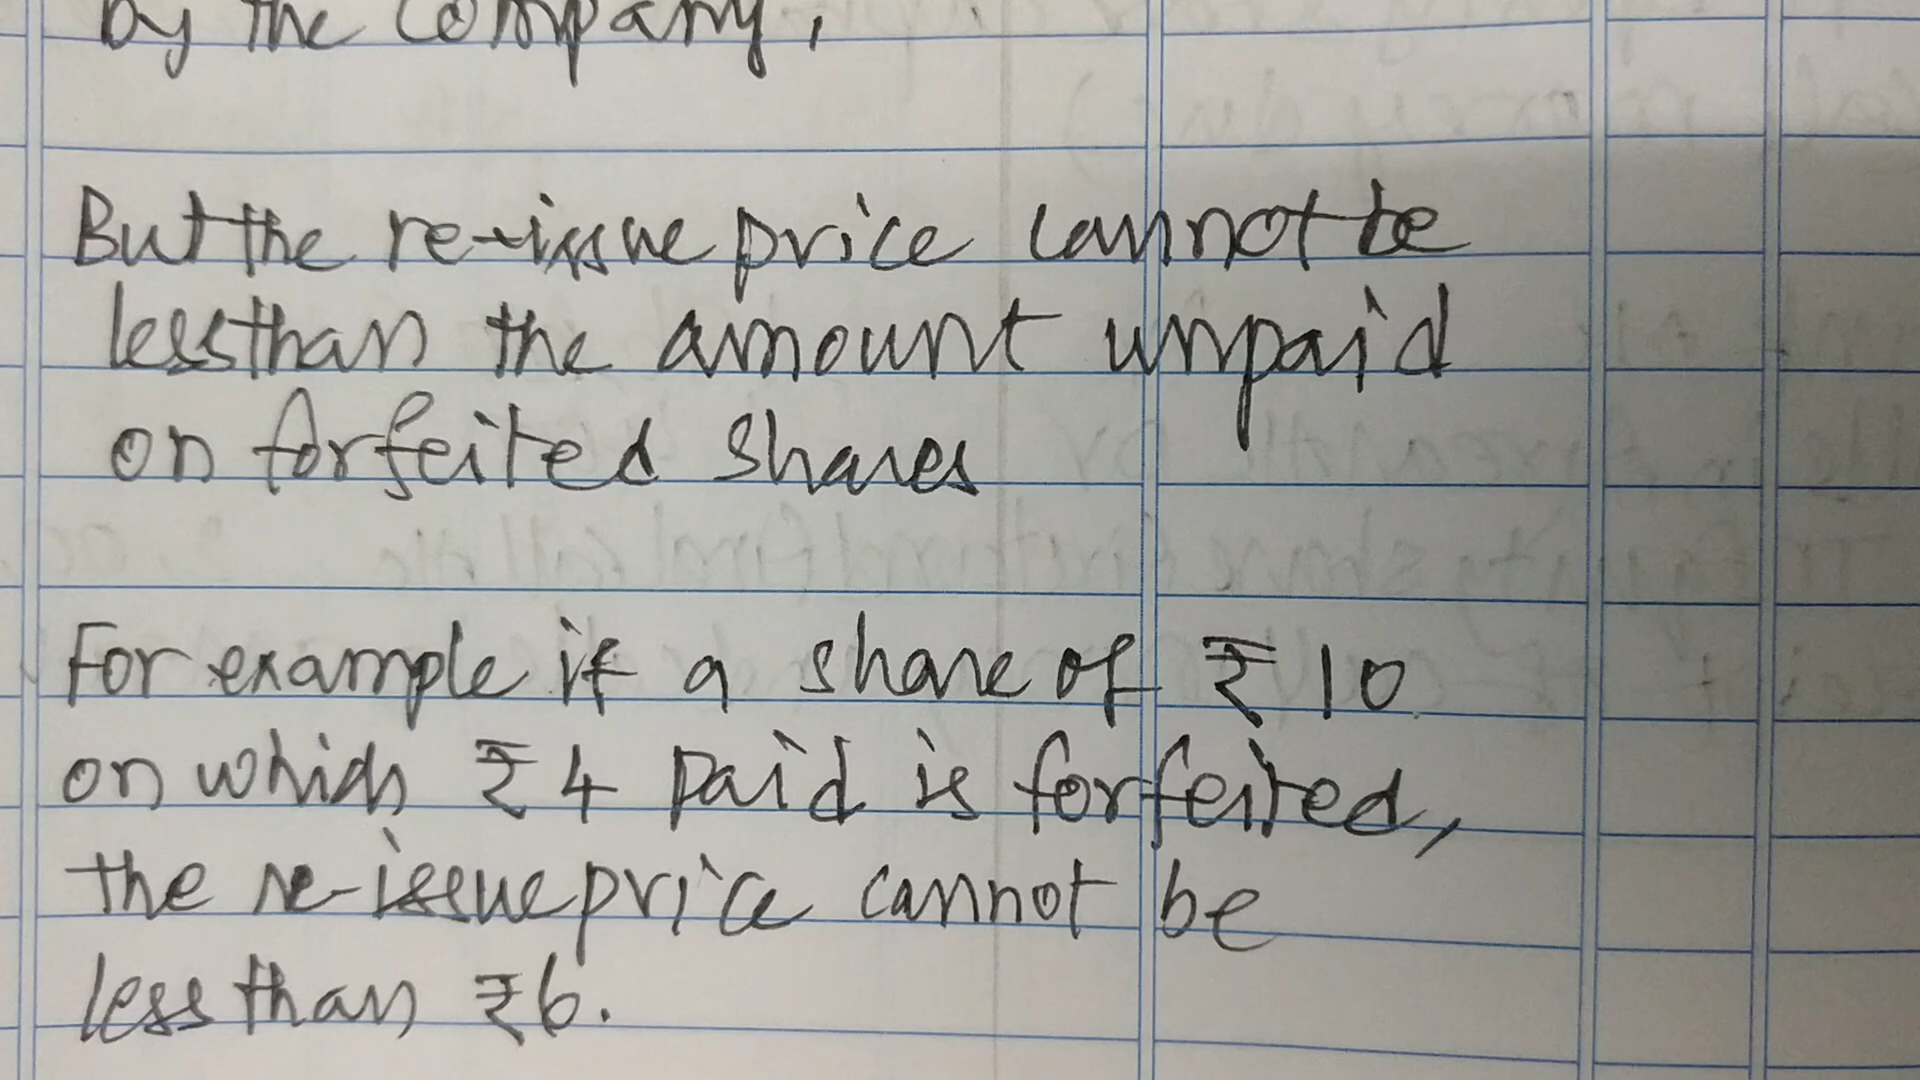 by the company.
But the re-issue price cannot be
less than the amount unpaid
on forfeited shares
For example if a share of ₹10
on which ₹4 paid is forfeited,
the re-issue price cannot be
less than ₹6.